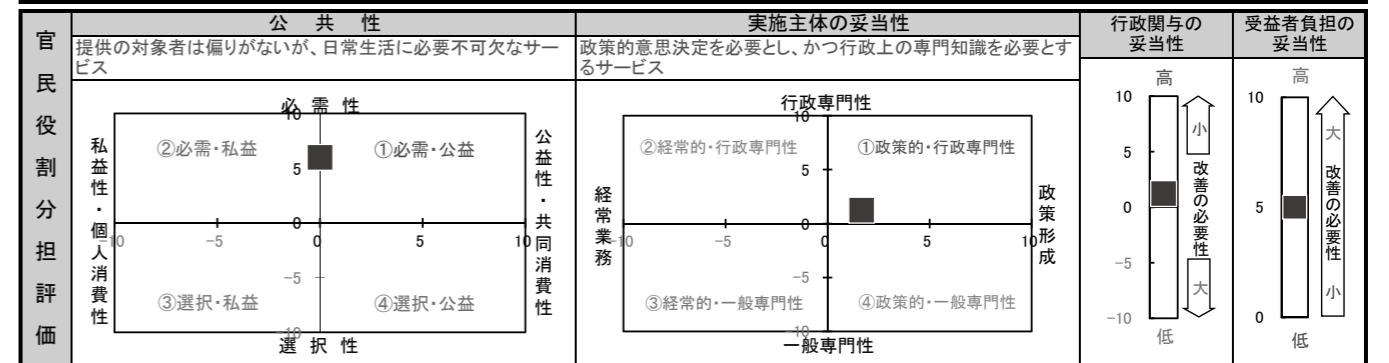 官民役割分担評価
公共性
提供の対象者は偏りがないが、日常生活に必要不可欠なサー
ビス
必需性
10
②必需・私益
①必需・公益
5
私益性・個人消費性
公益性・共同消費性
0
-10
-5
0
5
10
-5
③選択・私益
④選択・公益
-10
選択性
実施主体の妥当性
政策的意思決定を必要とし、かつ行政上の専門知識を必要とす
るサービス
行政専門性
10
②経常的・行政専門性
①政策的・行政専門性
5
経常業務
政策形成
-10
-5
0
5
10
-5
③経常的・一般専門性
④政策的・一般専門性
-10
一般専門性
行政関与の
妥当性
高
10
5
0
-5
-10
小
改善の必要性
大
低
受益者負担の
妥当性
高
10
5
0
大
改善の必要性
小
低